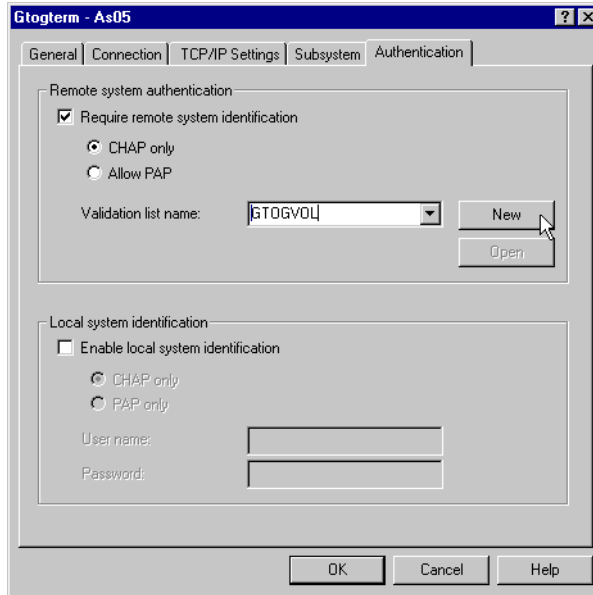 Gtogterm - As05
General Connection TCP/IP Settings Subsystem Authentication
Remote system authentication
Require remote system identification
CHAP only
Allow PAP
Validation list name: GTOGVOL New
Open
Local system identification
Enable local system identification
CHAP only
PAP only
User name:
Password:
OK Cancel Help